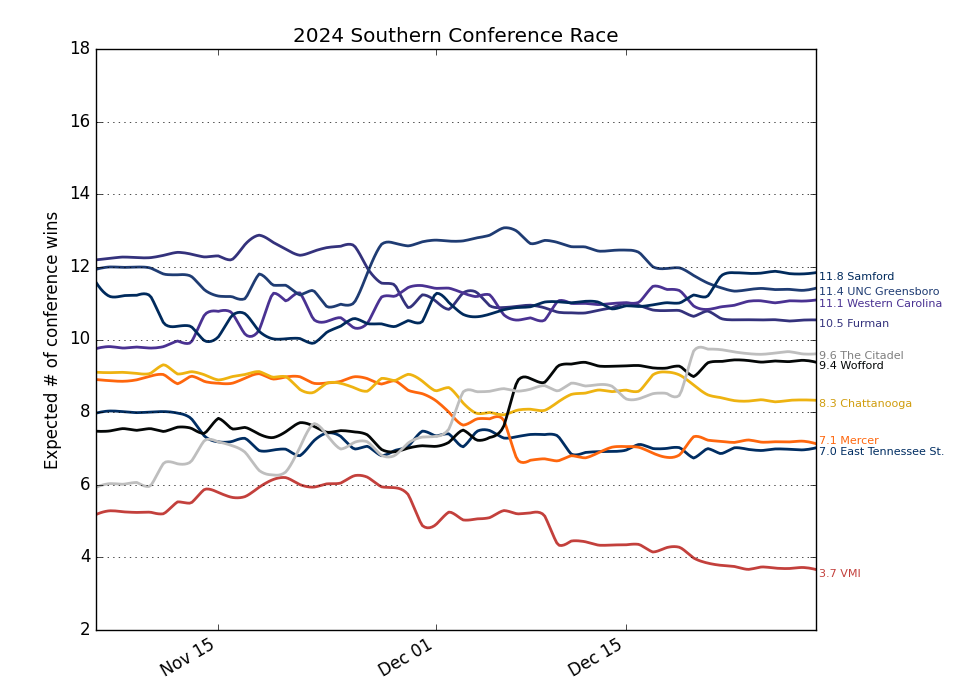 2024 Southern Conference Race
Expected # of conference wins
18
16
14
12
10
8
6
4
2
Nov 15
Dec 01
Dec 15
11.8 Samford
11.4 UNC Greensboro
11.1 Western Carolina
10.5 Furman
9.6 The Citadel
9.4 Wofford
8.3 Chattanooga
7.1 Mercer
7.0 East Tennessee St.
3.7 VMI